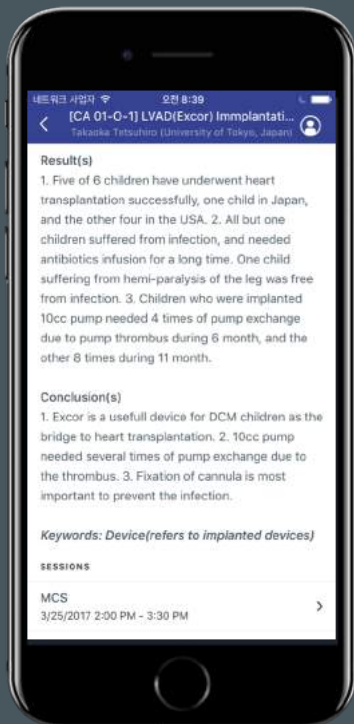 네트워크 사업자 오전 8:39
[CA 01-O-1] LVAD(Excor) Immplantati...
Takaoka Tetsuhiro (University of Tokyo, Japan)
Result(s)
1. Five of 6 children have underwent heart
transplantation successfully, one child in Japan,
and the other four in the USA. 2. All but one
children suffered from infection, and needed
antibiotics infusion for a long time. One child
suffering from hemi-paralysis of the leg was free
from infection. 3. Children who were implanted
10cc pump needed 4 times of pump exchange
due to pump thrombus during 6 month, and the
other 8 times during 11 month.
Conclusion(s)
1. Excor is a usefull device for DCM children as the
bridge to heart transplantation. 2. 10cc pump
needed several times of pump exchange due to
the thrombus. 3. Fixation of cannula is most
important to prevent the infection.
Keywords: Device(refers to implanted devices)
SESSIONS
MCS
3/25/2017 2:00 PM - 3:30 PM